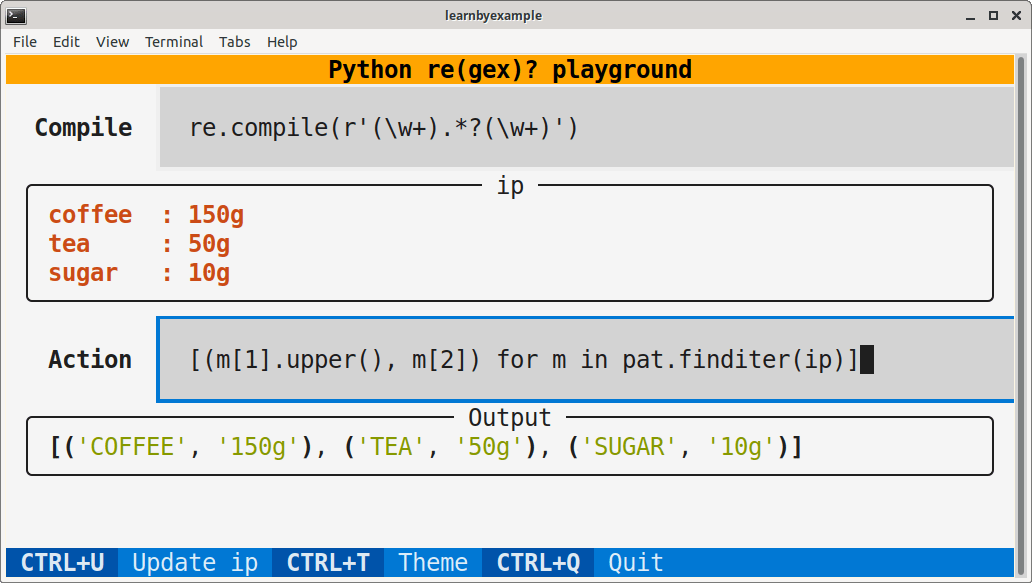 learnbyexample
File Edit View Terminal Tabs Help
Python re(gex)? playground
Compile re.compile(r'(\w+).*?(\w+)')
ip
coffee  : 150g
tea     : 50g
sugar   : 10g
Action [(m[1].upper(), m[2]) for m in pat.finditer(ip)]
Output
[('COFFEE', '150g'), ('TEA', '50g'), ('SUGAR', '10g')]
CTRL+U Update ip CTRL+T Theme CTRL+Q Quit